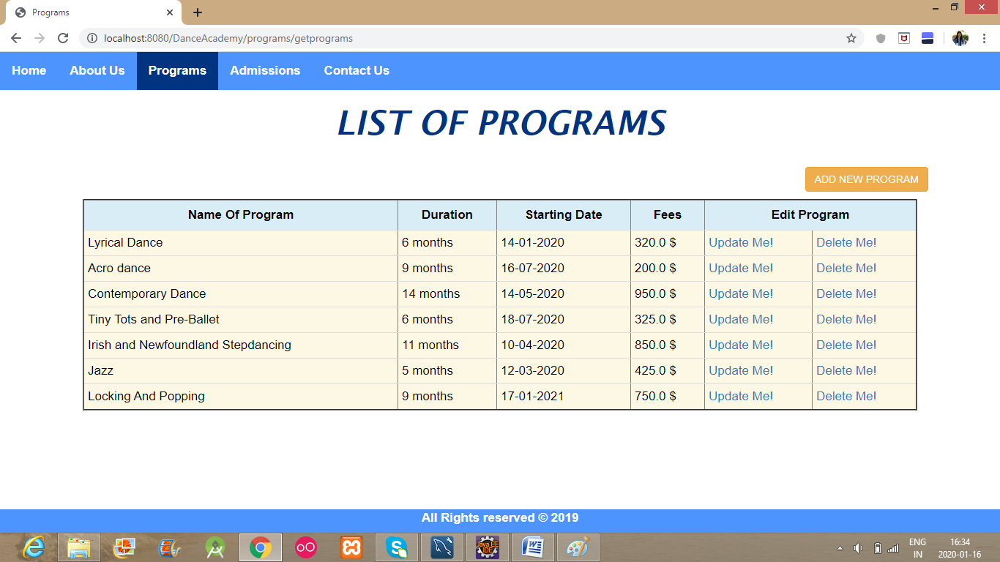 Programs
localhost:8080/DanceAcademy/programs/getprograms
Home About Us Programs Admissions Contact Us
LIST OF PROGRAMS
ADD NEW PROGRAM
Name Of Program Duration Starting Date Fees Edit Program
Lyrical Dance 6 months 14-01-2020 320.0 $ Update Me! Delete Me!
Acro dance 9 months 16-07-2020 200.0 $ Update Me! Delete Me!
Contemporary Dance 14 months 14-05-2020 950.0 $ Update Me! Delete Me!
Tiny Tots and Pre-Ballet 6 months 18-07-2020 325.0 $ Update Me! Delete Me!
Irish and Newfoundland Stepdancing 11 months 10-04-2020 850.0 $ Update Me! Delete Me!
Jazz 5 months 12-03-2020 425.0 $ Update Me! Delete Me!
Locking And Popping 9 months 17-01-2021 750.0 $ Update Me! Delete Me!
All Rights reserved © 2019
Java EE
IDE
ENG 16:34
IN 2020-01-16